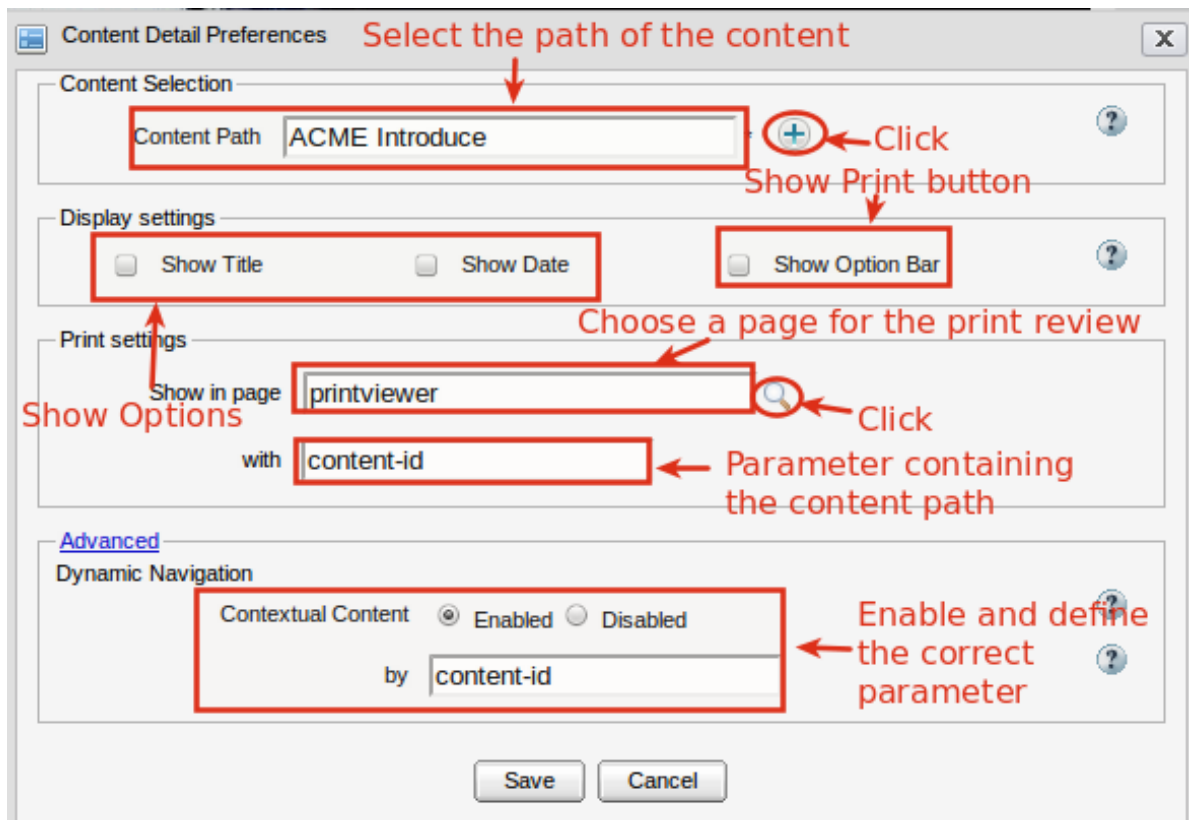 Content Detail Preferences Select the path of the content X
Content Selection
Content Path ACME Introduce * + ?
Click
Show Print button
Display settings
Show Title Show Date Show Option Bar ?
Choose a page for the print review
Print settings
Show in page printviewer
Show Options
Click
with content-id
Parameter containing
the content path
Advanced
Dynamic Navigation
Contextual Content Enabled Disabled ?
by content-id ?
Enable and define
the correct
parameter
Save Cancel